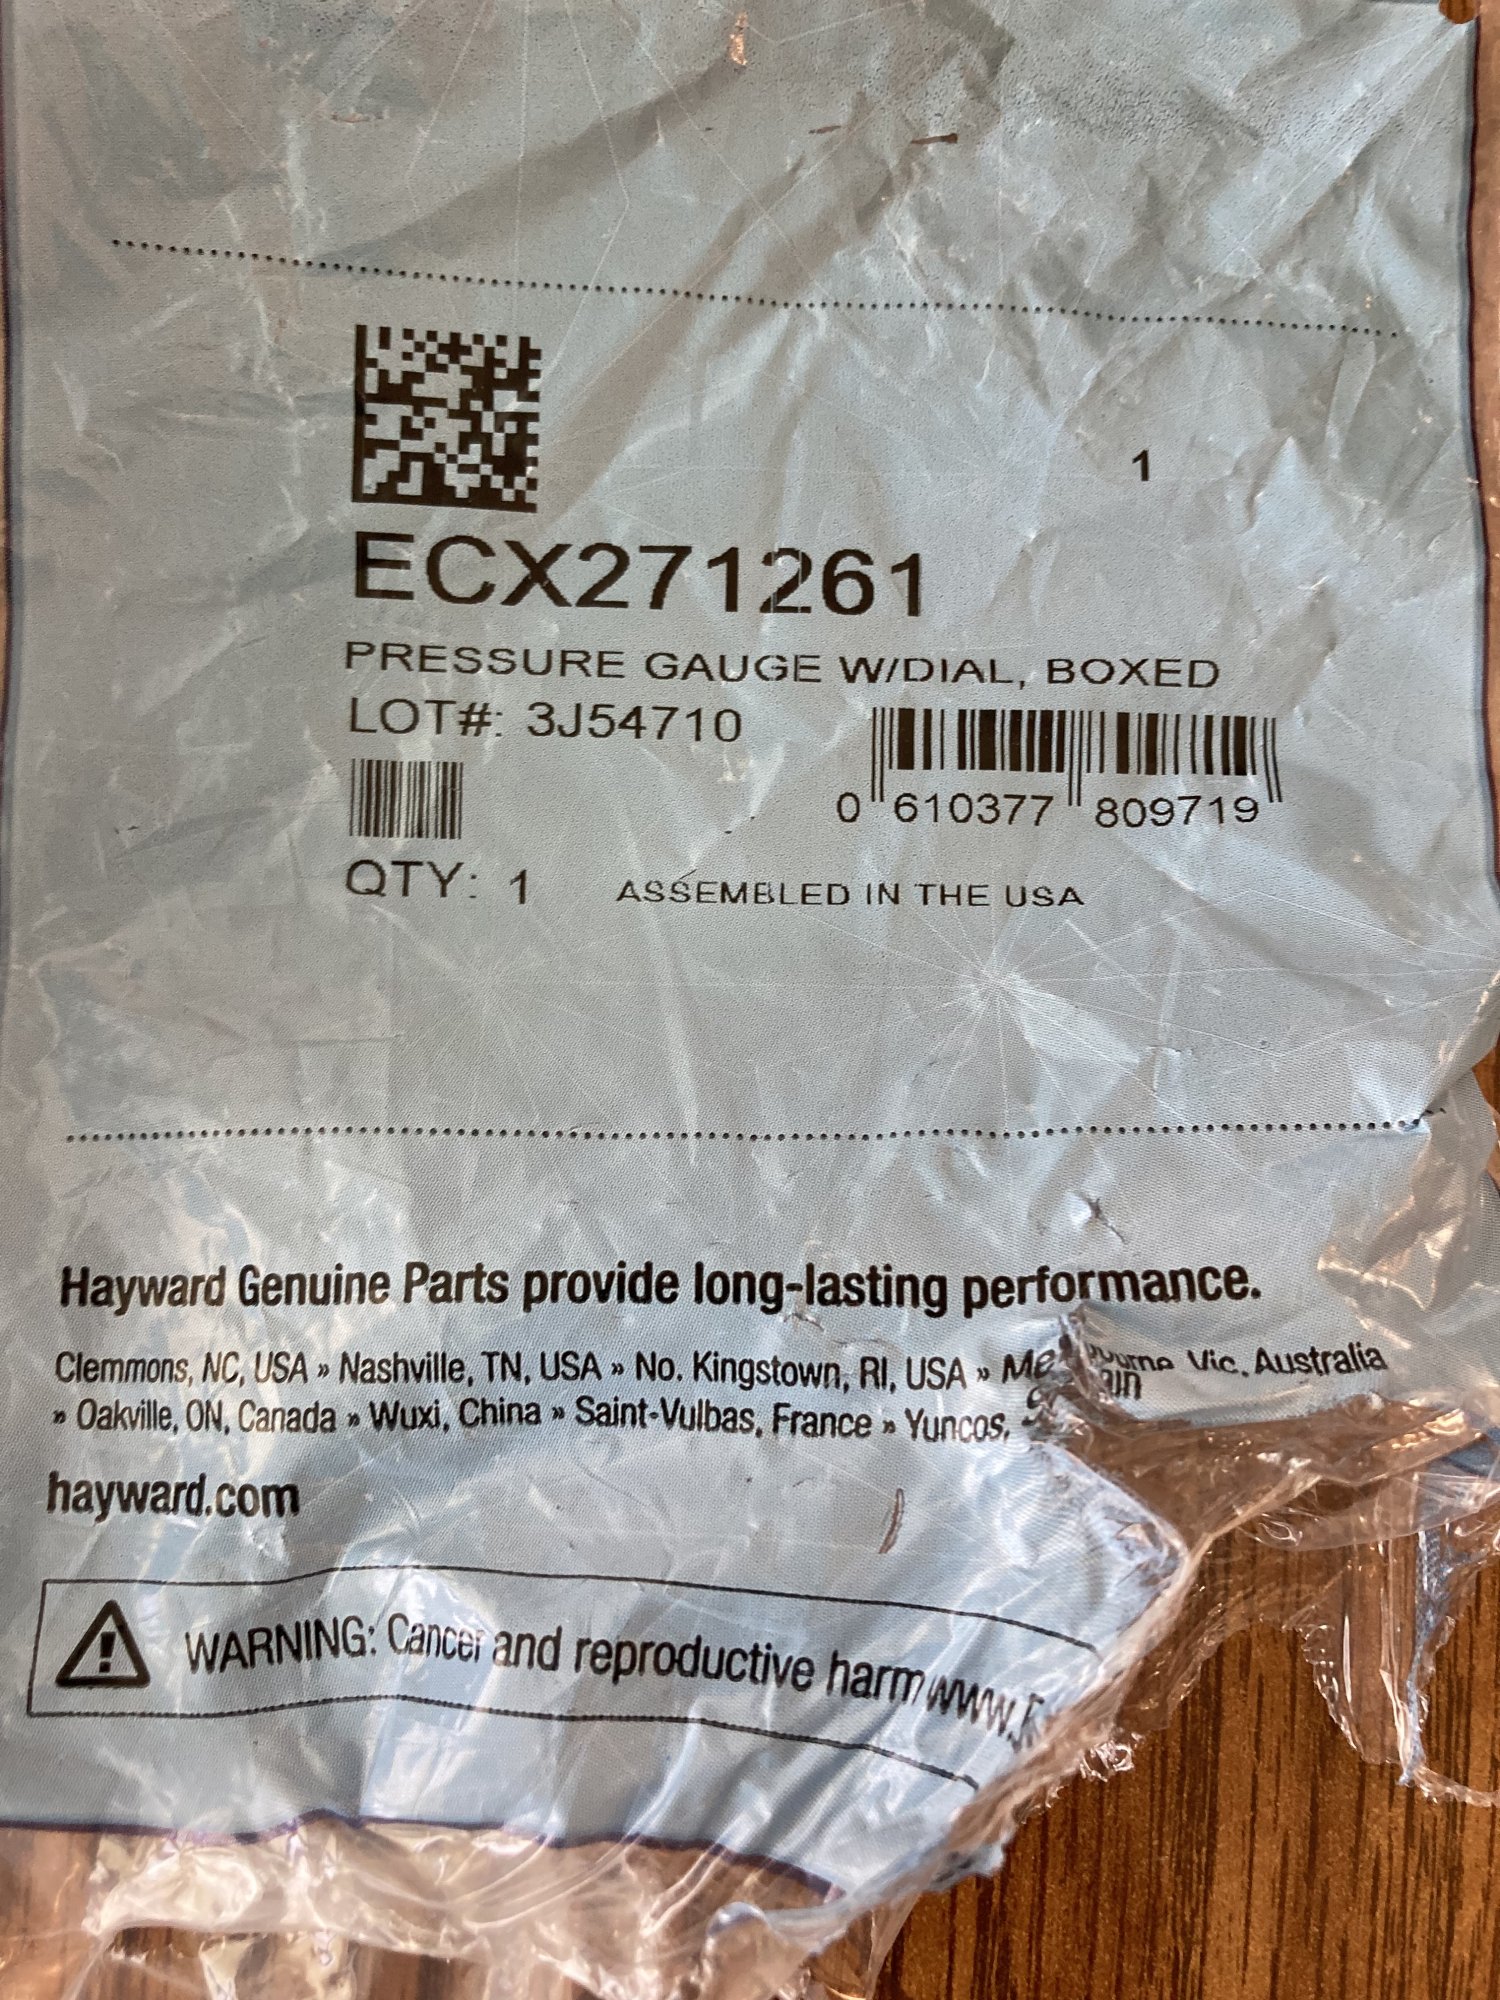 1
ECX271261
PRESSURE GAUGE W/DIAL, BOXED
LOT#: 3J54710
0 610377 809719
QTY: 1 ASSEMBLED IN THE USA
Hayward Genuine Parts provide long-lasting performance.
Clemmons, NC, USA » Nashville, TN, USA » No. Kingstown, RI, USA » Vic. Australia
» Oakville, ON, Canada » Wuxi, China » Saint-Vulbas, France » Yuncos,
hayward.com
WARNING: Cancer and reproductive harm